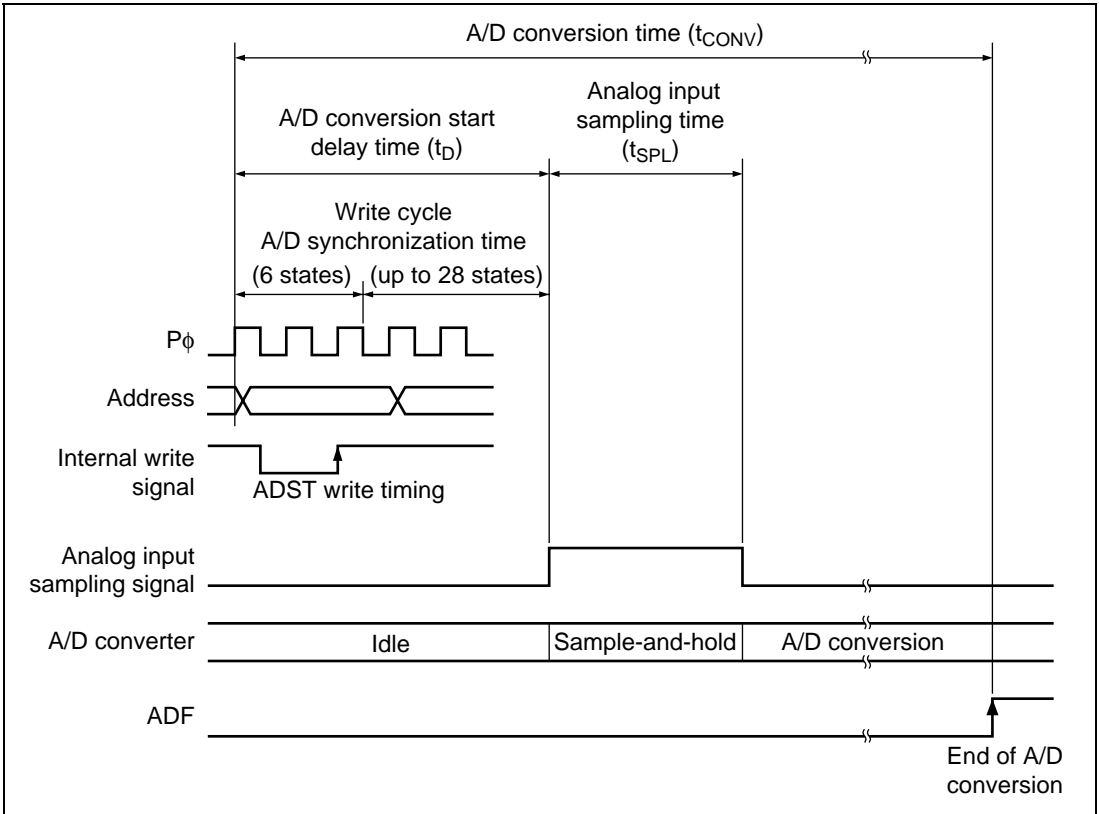 A/D conversion time (tCONV)
Analog input
sampling time
(tSPL)
A/D conversion start
delay time (tD)
Write cycle
A/D synchronization time
(6 states) (up to 28 states)
Pϕ
Address
Internal write
signal
ADST write timing
Analog input
sampling signal
A/D converter
Idle
Sample-and-hold
A/D conversion
ADF
End of A/D
conversion